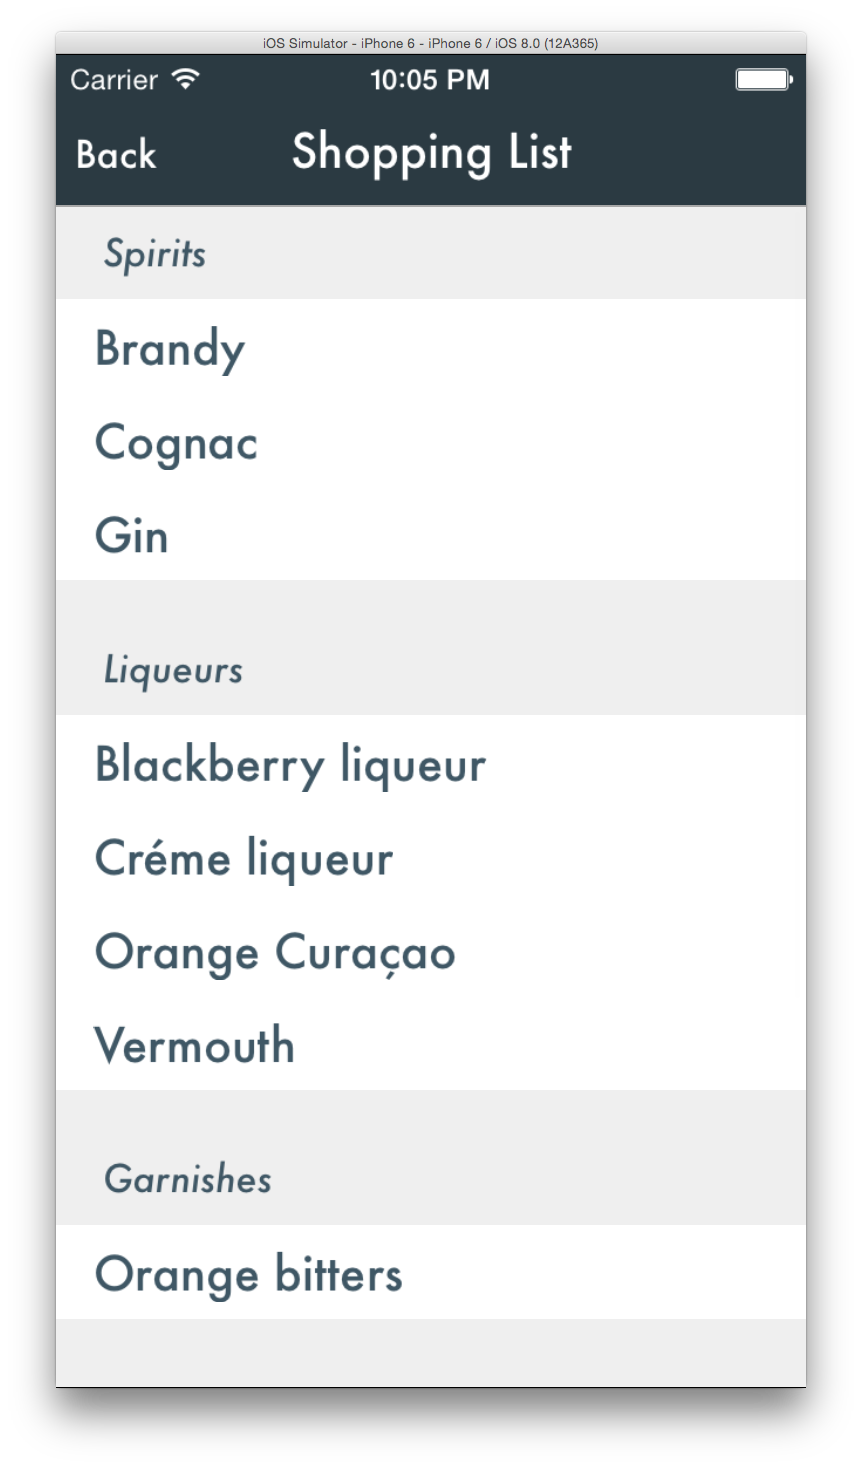 iOS Simulator - iPhone 6 - iPhone 6 / iOS 8.0 (12A365)
Carrier 10:05 PM
Back Shopping List
Spirits
Brandy
Cognac
Gin
Liqueurs
Blackberry liqueur
Créme liqueur
Orange Curaçao
Vermouth
Garnishes
Orange bitters